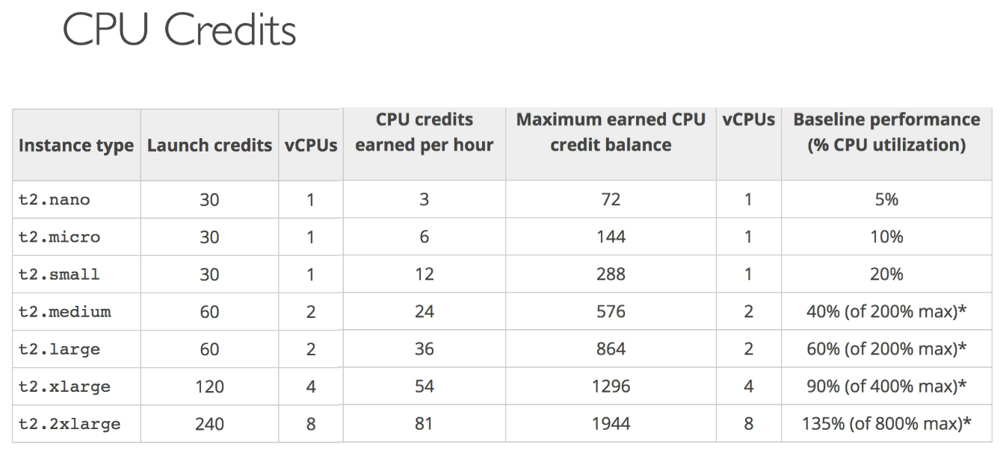 CPU Credits
Instance type Launch credits vCPUs CPU credits earned per hour Maximum earned CPU credit balance vCPUs Baseline performance (% CPU utilization)
t2.nano 30 1 3 72 1 5%
t2.micro 30 1 6 144 1 10%
t2.small 30 1 12 288 1 20%
t2.medium 60 2 24 576 2 40% (of 200% max)*
t2.large 60 2 36 864 2 60% (of 200% max)*
t2.xlarge 120 4 54 1296 4 90% (of 400% max)*
t2.2xlarge 240 8 81 1944 8 135% (of 800% max)*